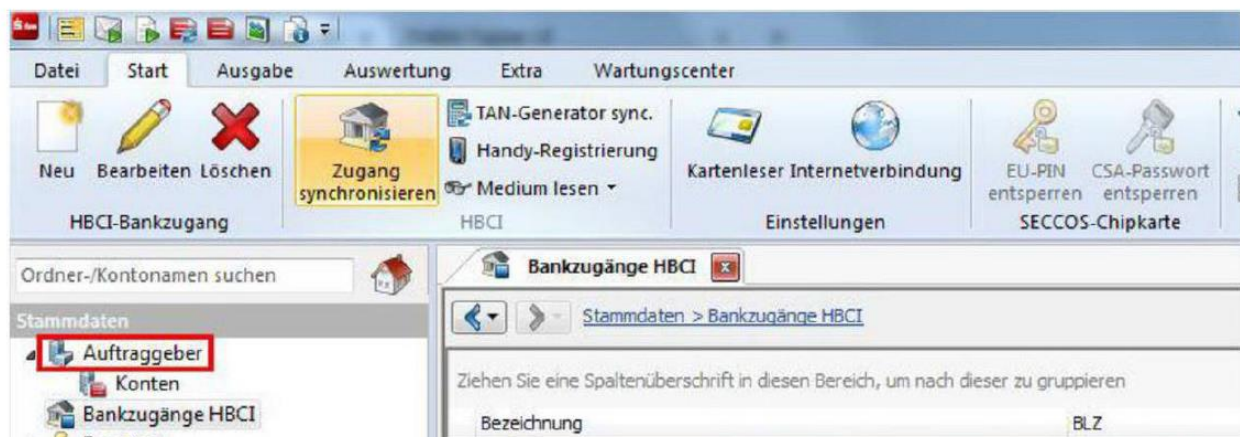 Datei Start Ausgabe Auswertung Extra Wartungscenter
Neu Bearbeiten Löschen
HBCI-Bankzugang
Zugang
synchronisieren
TAN-Generator sync.
Handy-Registrierung
Medium lesen
HBCI
Kartenleser Internetverbindung
Einstellungen
EU-PIN
entsperren
CSA-Passwort
entsperren
SECCOS-Chipkarte
Ordner-/Kontonamen suchen
Stammdaten
Auftraggeber
Konten
Bankzugänge HBCI
Bankzugänge HBCI
Stammdaten > Bankzugänge HBCI
Ziehen Sie eine Spaltenüberschrift in diesen Bereich, um nach dieser zu gruppieren
Bezeichnung BLZ